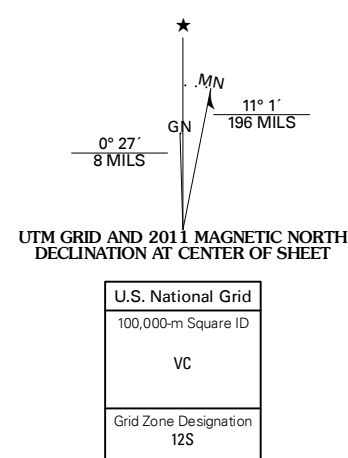 ★
MN
GN
11° 1´
196 MILS
0° 27´
8 MILS
UTM GRID AND 2011 MAGNETIC NORTH
DECLINATION AT CENTER OF SHEET
U.S. National Grid
100,000-m Square ID
VC
Grid Zone Designation
12S